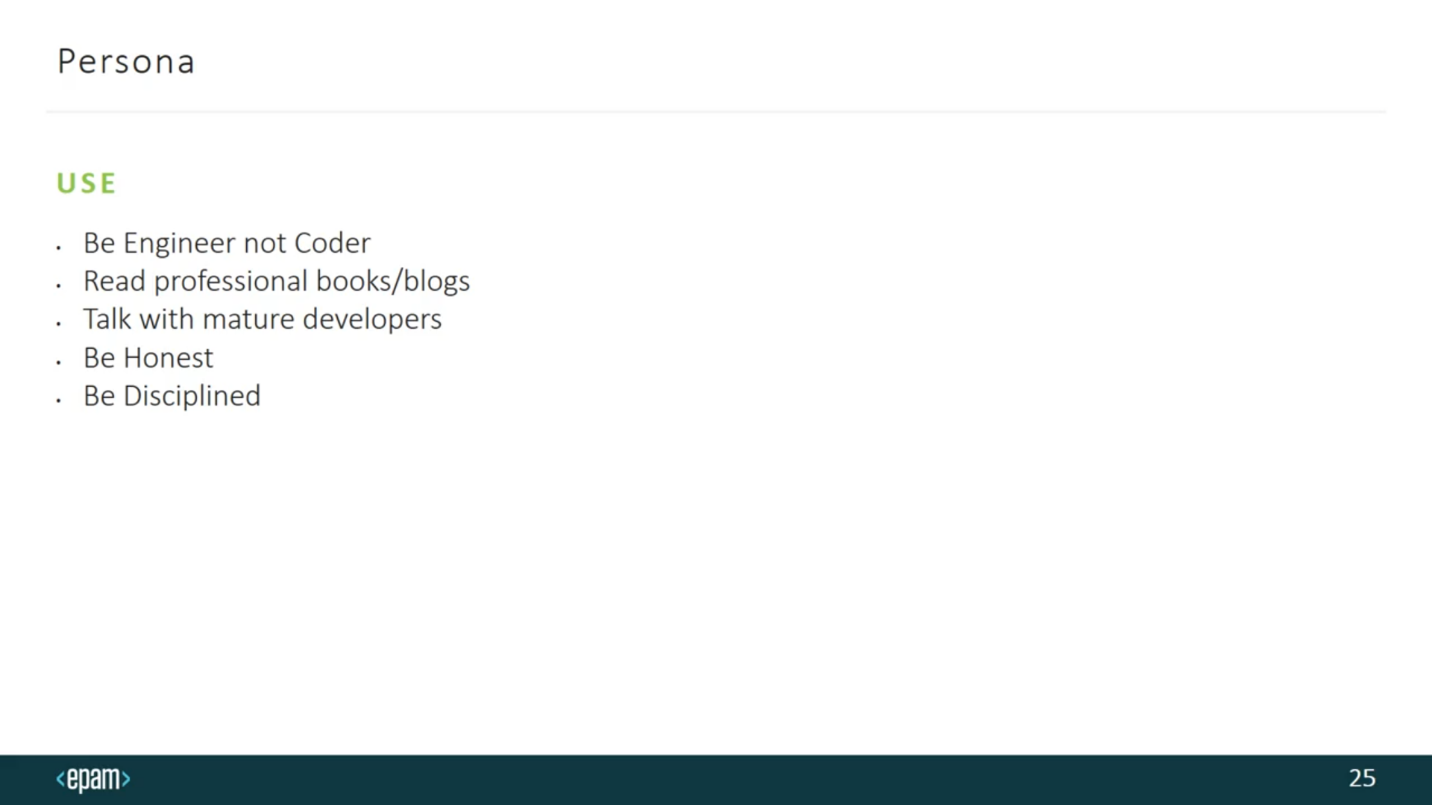 Persona
USE
• Be Engineer not Coder
• Read professional books/blogs
• Talk with mature developers
• Be Honest
• Be Disciplined
<epam>
25